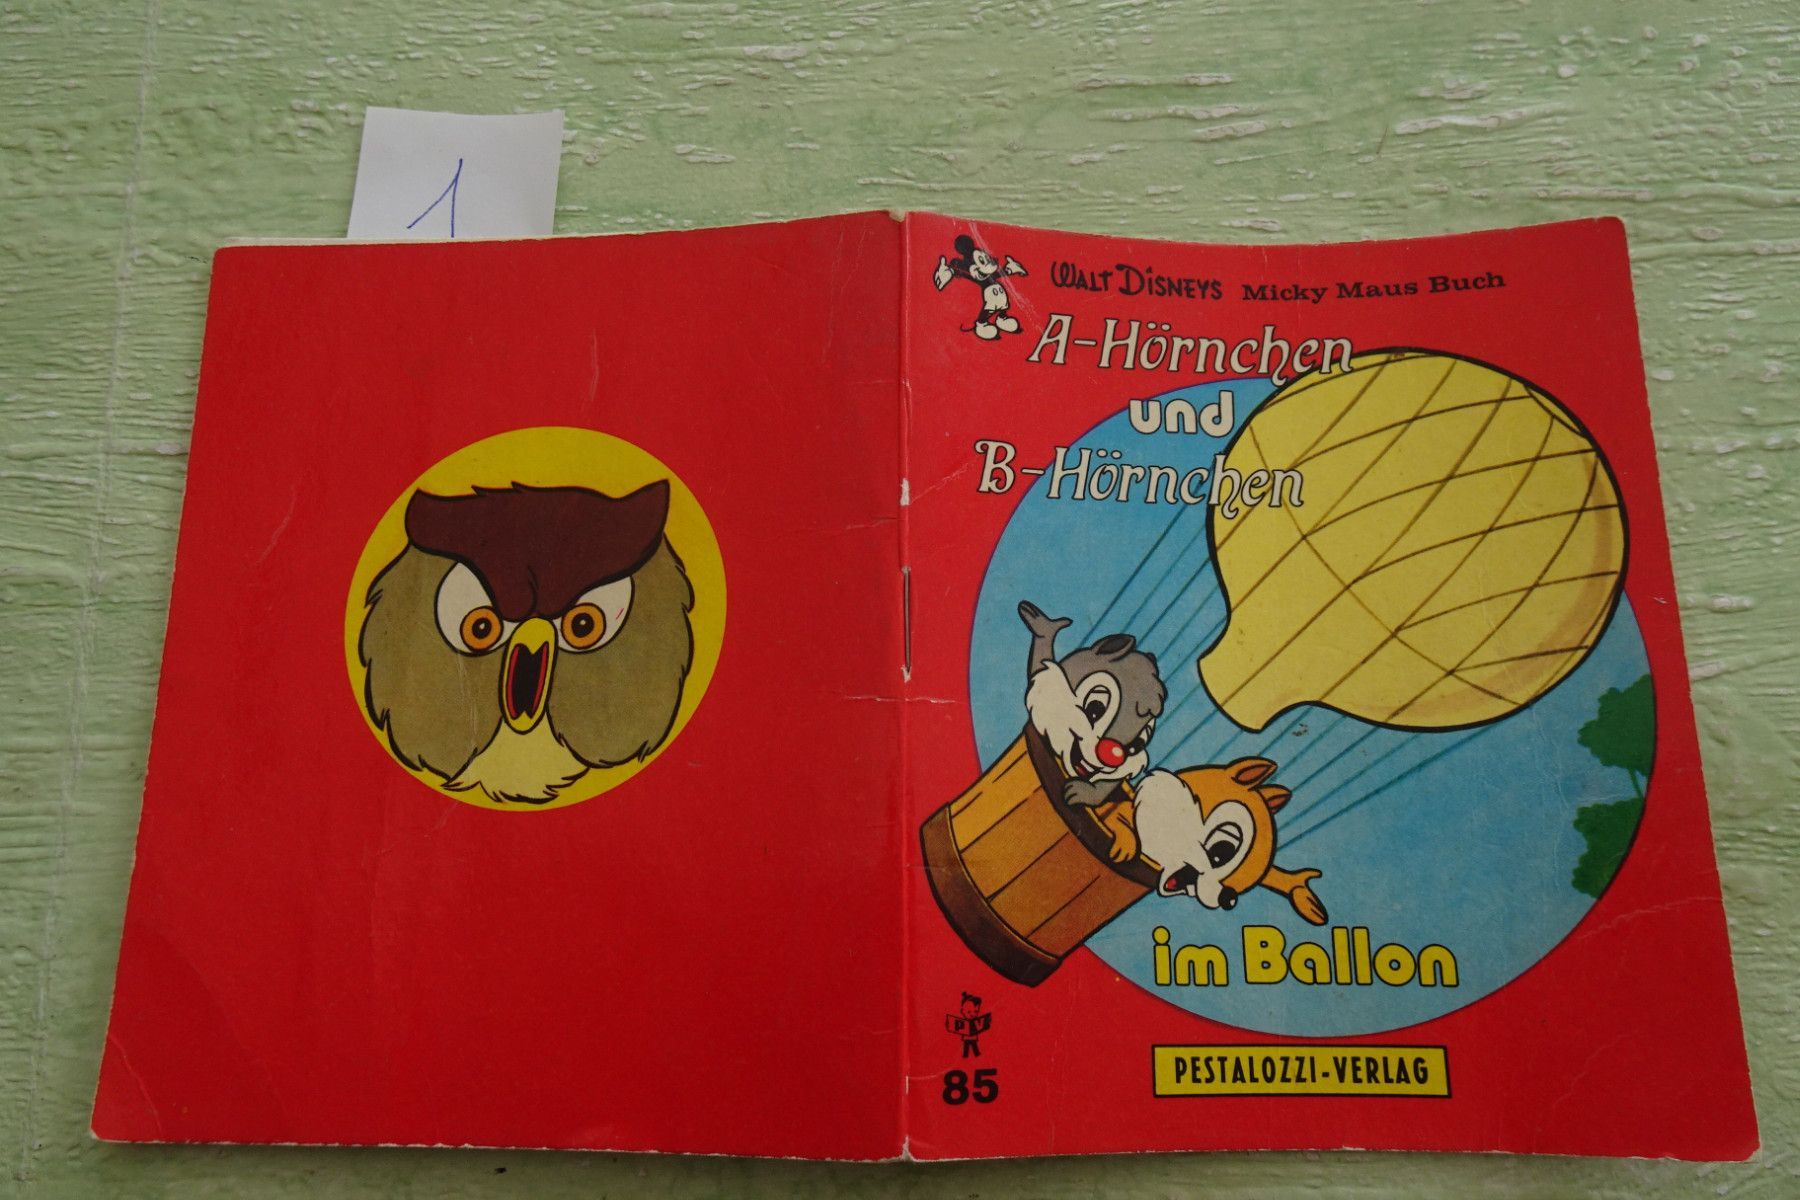 1
WALT DISNEYS Micky Maus Buch
A-Hörnchen
und
B-Hörnchen
im Ballon
PV
85
PESTALOZZI-VERLAG